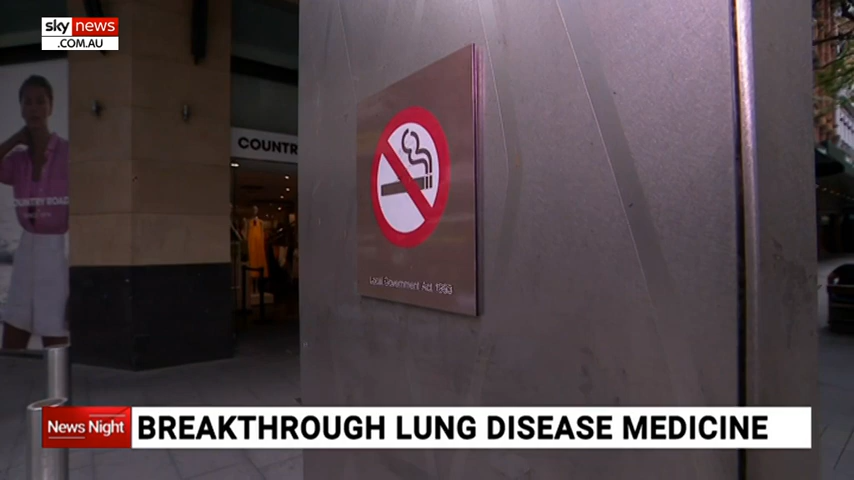 sky news
.COM.AU
COUNTR
COUNTRY ROAD
Local Government Act 1993
News Night
BREAKTHROUGH LUNG DISEASE MEDICINE